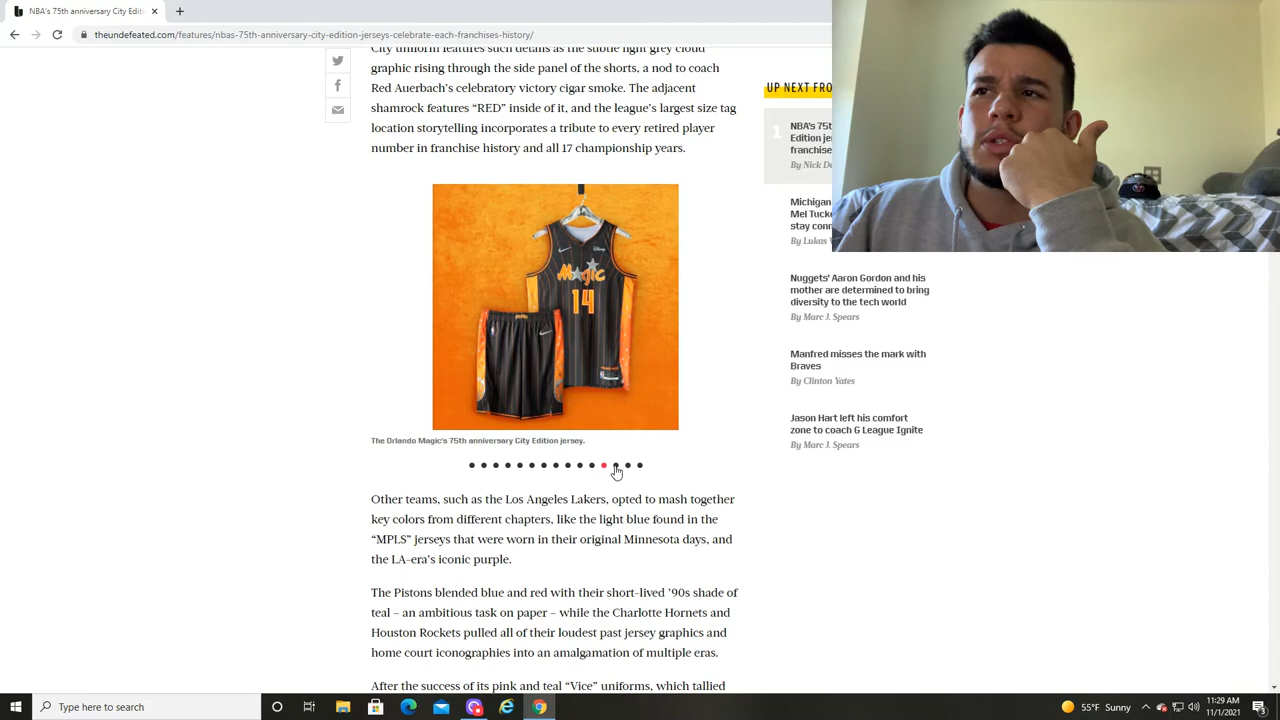 NBA's 75th Anniversary City Editi
theundefeated.com/features/nbas-75th-anniversary-city-edition-jerseys-celebrate-each-franchises-history/
City uniform features such details as the subtle light grey cloud
graphic rising through the side panel of the shorts, a nod to coach
Red Auerbach's celebratory victory cigar smoke. The adjacent
shamrock features “RED” inside of it, and the league's largest size tag
location storytelling incorporates a tribute to every retired player
number in franchise history and all 17 championship years.
Magic
14
The Orlando Magic's 75th anniversary City Edition jersey.
Other teams, such as the Los Angeles Lakers, opted to mash together
key colors from different chapters, like the light blue found in the
“MPLS” jerseys that were worn in their original Minnesota days, and
the LA-era's iconic purple.
The Pistons blended blue and red with their short-lived ’90s shade of
teal – an ambitious task on paper – while the Charlotte Hornets and
Houston Rockets pulled all of their loudest past jersey graphics and
home court iconographies into an amalgamation of multiple eras.
After the success of its pink and teal “Vice” uniforms, which tallied
UP NEXT FRO
1
NBA's 75t
Edition je
franchise
By Nick De
Michigan
Mel Tucke
stay conn
By Lukas
Nuggets' Aaron Gordon and his
mother are determined to bring
diversity to the tech world
By Marc J. Spears
Manfred misses the mark with
Braves
By Clinton Yates
Jason Hart left his comfort
zone to coach G League Ignite
By Marc J. Spears
Type here to search
55°F Sunny
11:29 AM
11/1/2021